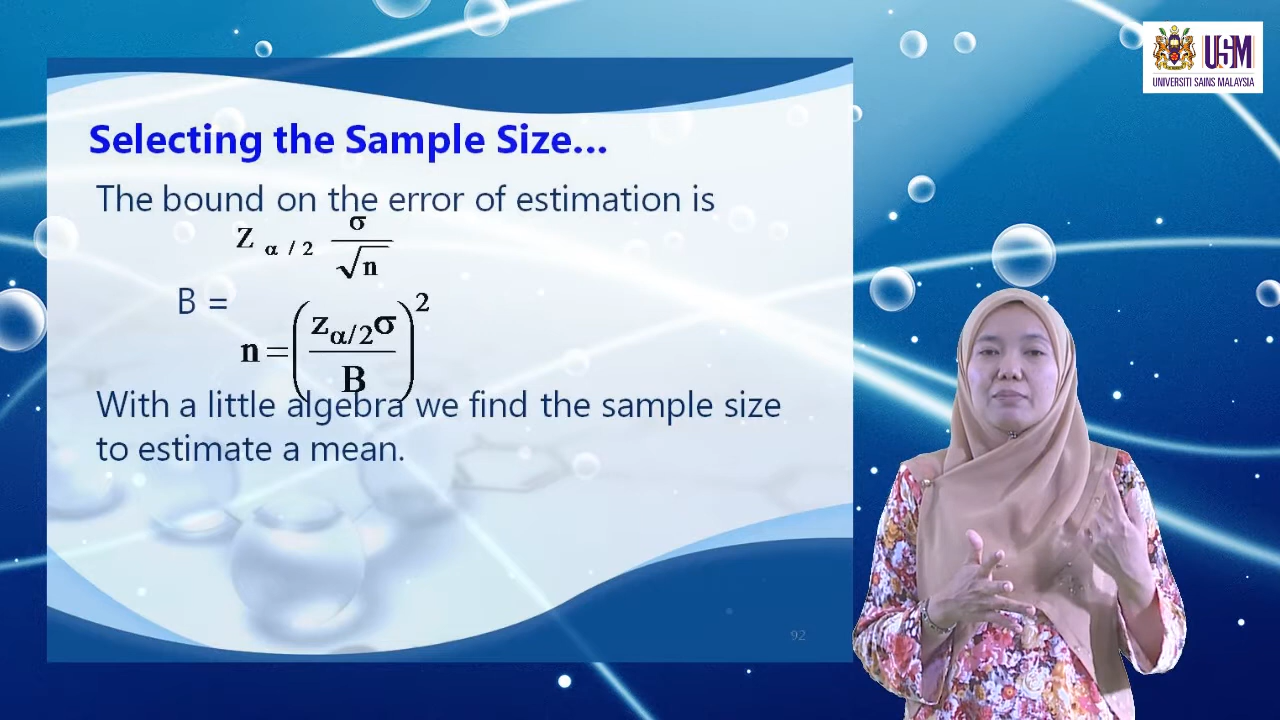 USM
UNIVERSITI SAINS MALAYSIA
Selecting the Sample Size...
The bound on the error of estimation is
B = z α / 2 σ / √n
n = (zα/2σ / B)²
With a little algebra we find the sample size
to estimate a mean.
92